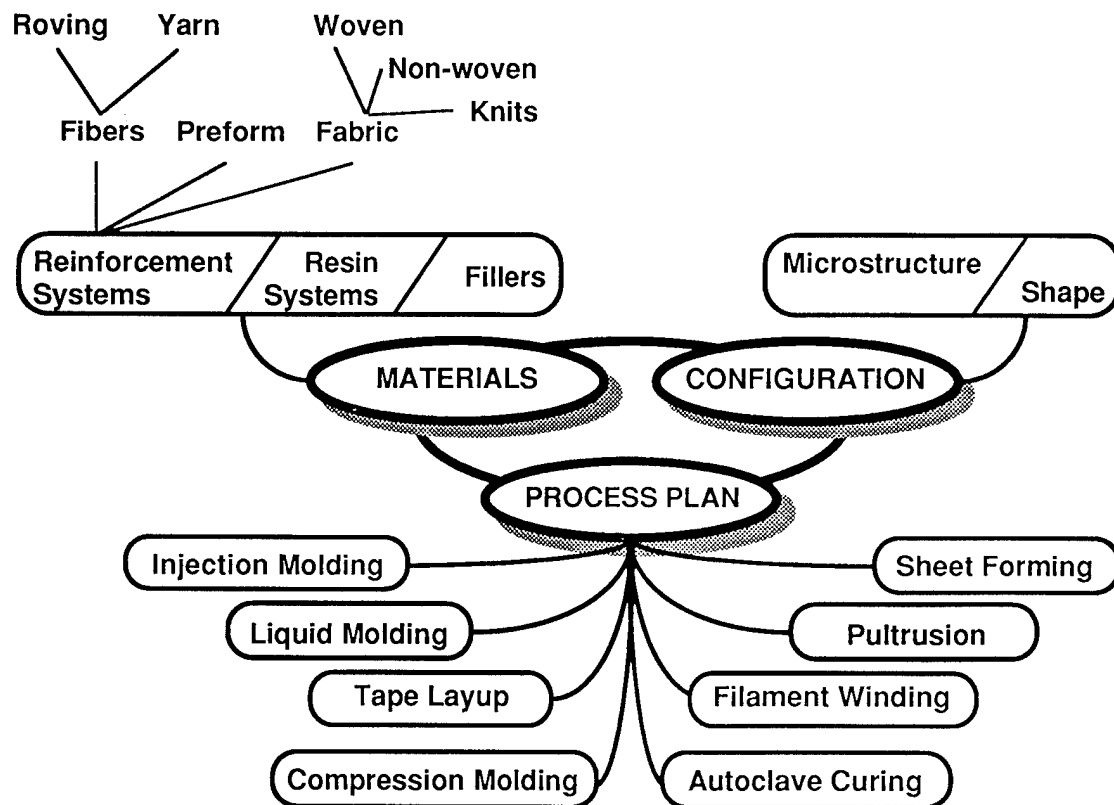 Roving Yarn Woven
Non-woven
Knits
Fibers Preform Fabric
Reinforcement
Systems
Resin
Systems
Fillers
Microstructure
Shape
MATERIALS
CONFIGURATION
PROCESS PLAN
Injection Molding
Sheet Forming
Liquid Molding
Pultrusion
Tape Layup
Filament Winding
Compression Molding
Autoclave Curing